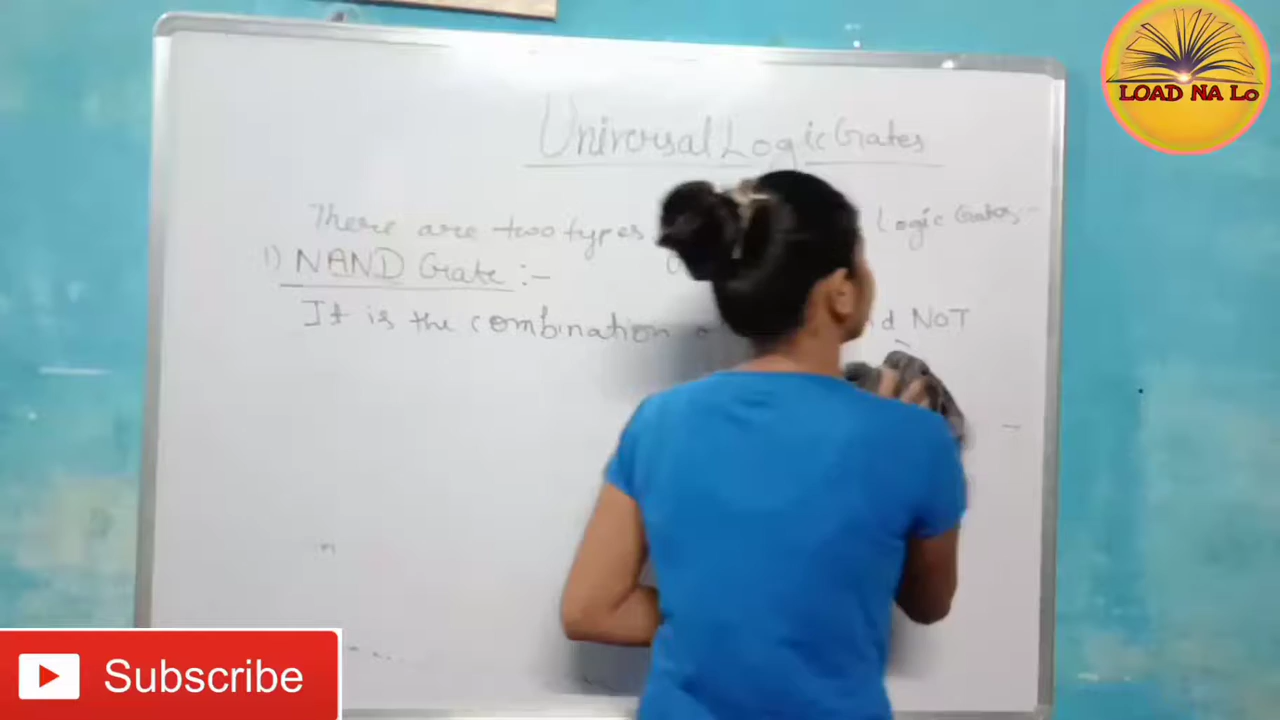 Universal Logic Gates
There are two types Logic Gates :-
1) NAND Gate :-
It is the combination NOT
LOAD NA Lo
Subscribe